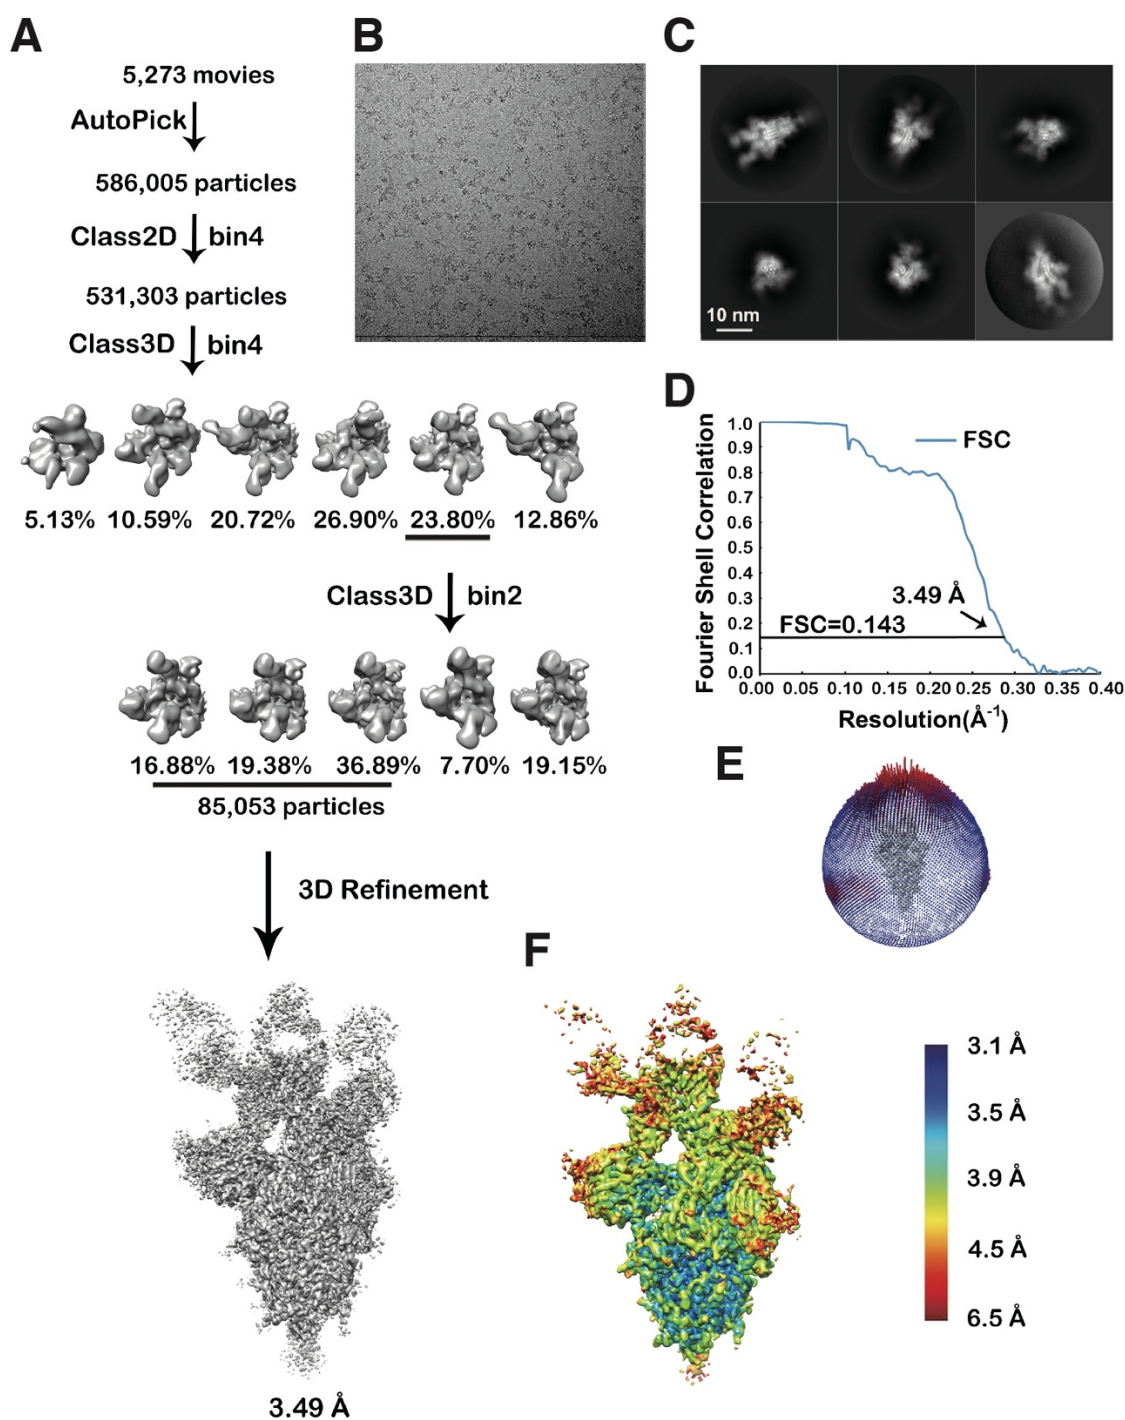 A
5,273 movies
AutoPick
586,005 particles
Class2D bin4
531,303 particles
Class3D bin4
5.13% 10.59% 20.72% 26.90% 23.80% 12.86%
Class3D bin2
16.88% 19.38% 36.89% 7.70% 19.15%
85,053 particles
3D Refinement
3.49 Å
B
C
10 nm
D
Fourier Shell Correlation
1.0
0.9
0.8
0.7
0.6
0.5
0.4
0.3
0.2
0.1
0.0
FSC
3.49 Å
FSC=0.143
0.00 0.05 0.10 0.15 0.20 0.25 0.30 0.35 0.40
Resolution(Å⁻¹)
E
F
3.1 Å
3.5 Å
3.9 Å
4.5 Å
6.5 Å